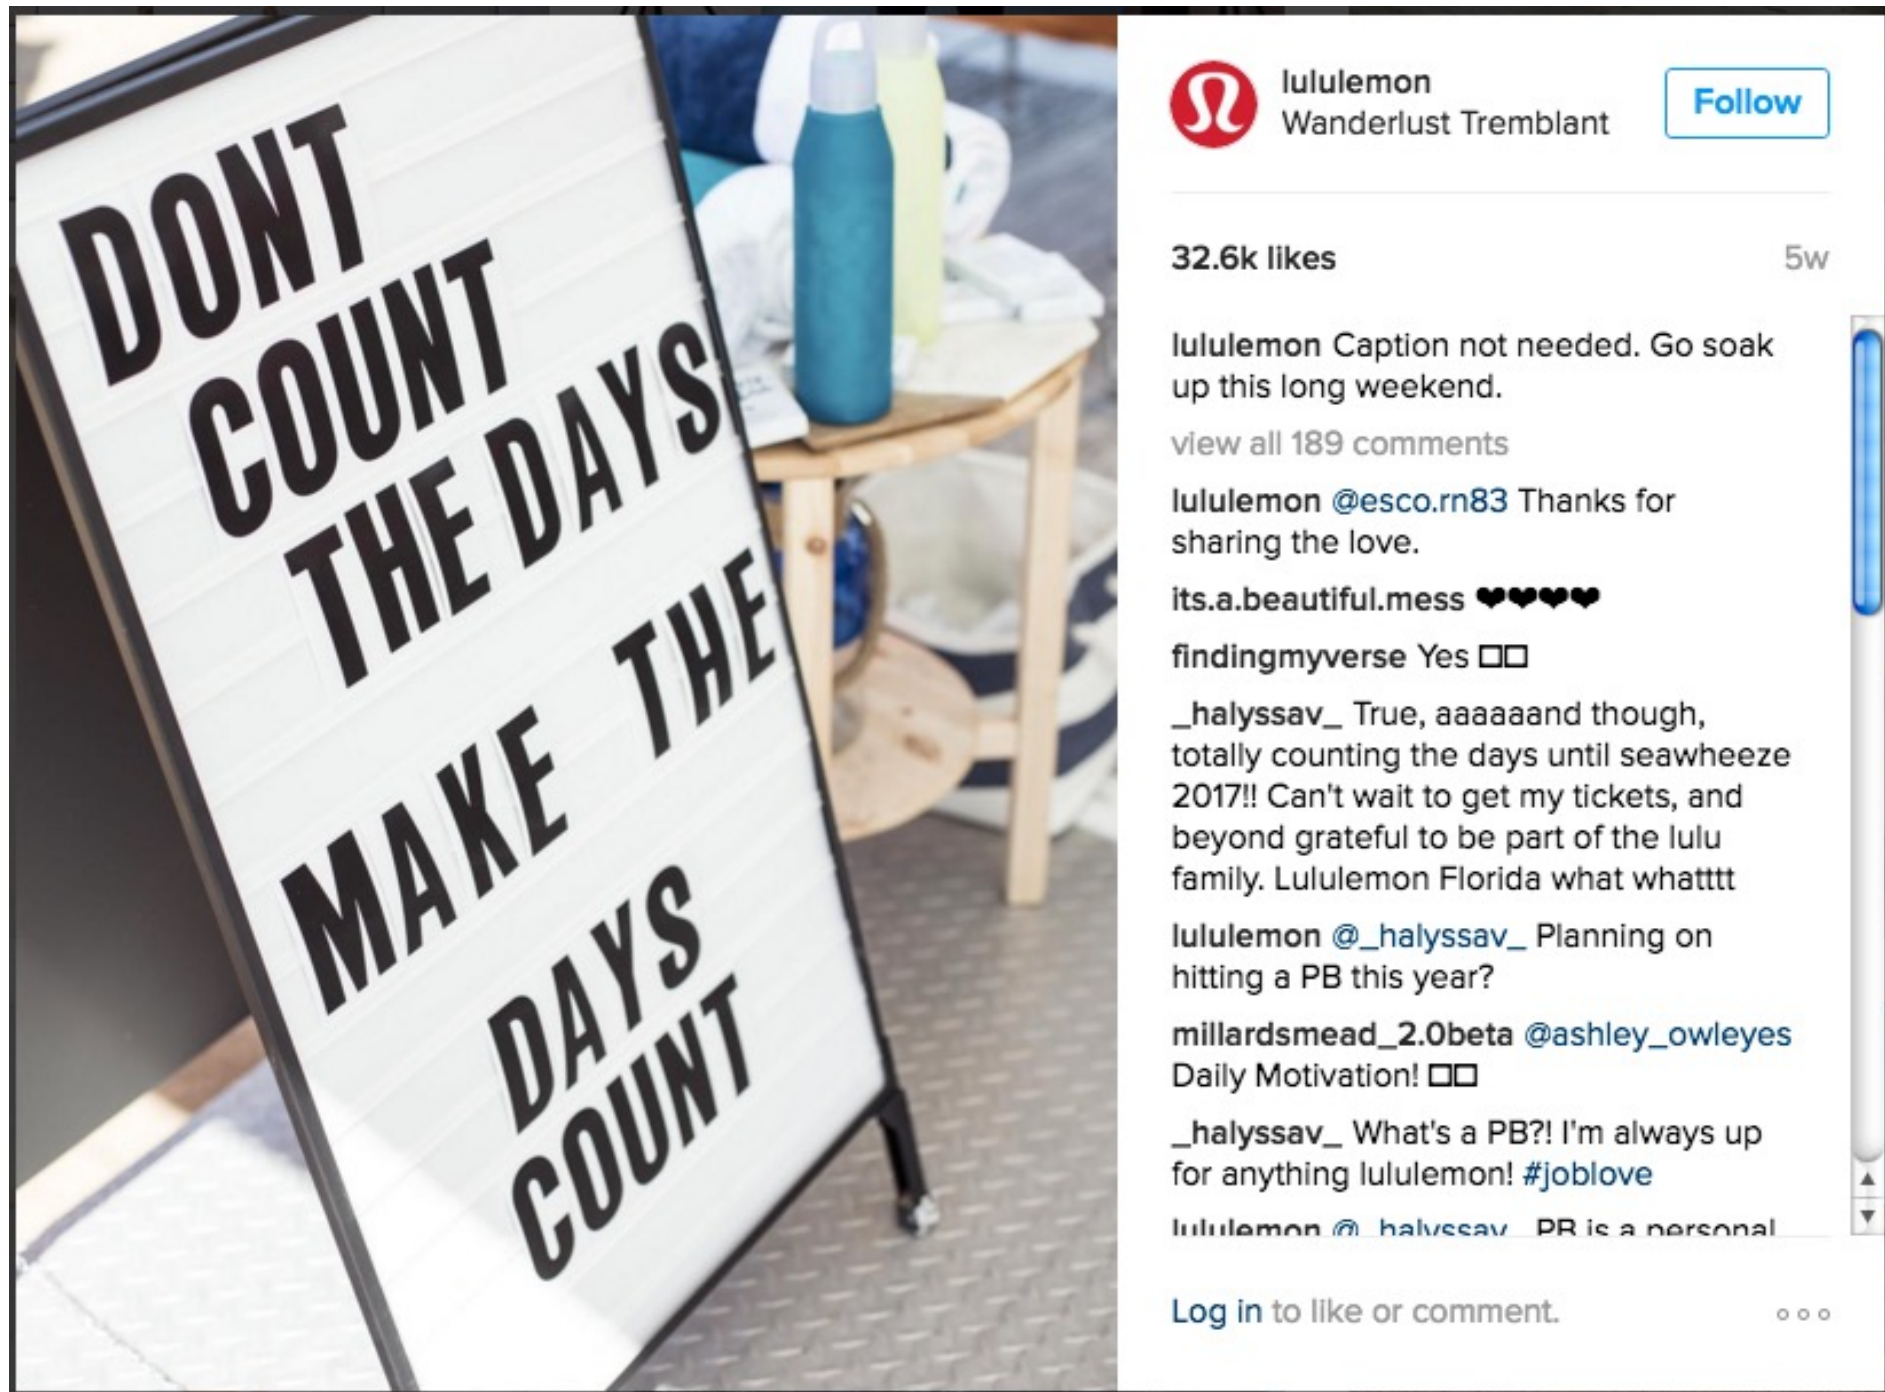 DONT
COUNT
THE DAYS
MAKE THE
DAYS
COUNT
lululemon
Wanderlust Tremblant
Follow
32.6k likes
5w
lululemon Caption not needed. Go soak
up this long weekend.
view all 189 comments
lululemon @esco.rn83 Thanks for
sharing the love.
its.a.beautiful.mess ❤❤❤❤
findingmyverse Yes □□
_halyssav_ True, aaaaaand though,
totally counting the days until seawheeze
2017!! Can't wait to get my tickets, and
beyond grateful to be part of the lulu
family. Lululemon Florida what whatttt
lululemon @_halyssav_ Planning on
hitting a PB this year?
millardsmead_2.0beta @ashley_owleyes
Daily Motivation! □□
_halyssav_ What's a PB?! I'm always up
for anything lululemon! #joblove
lululemon @_halyssav_ PB is a personal
Log in to like or comment.